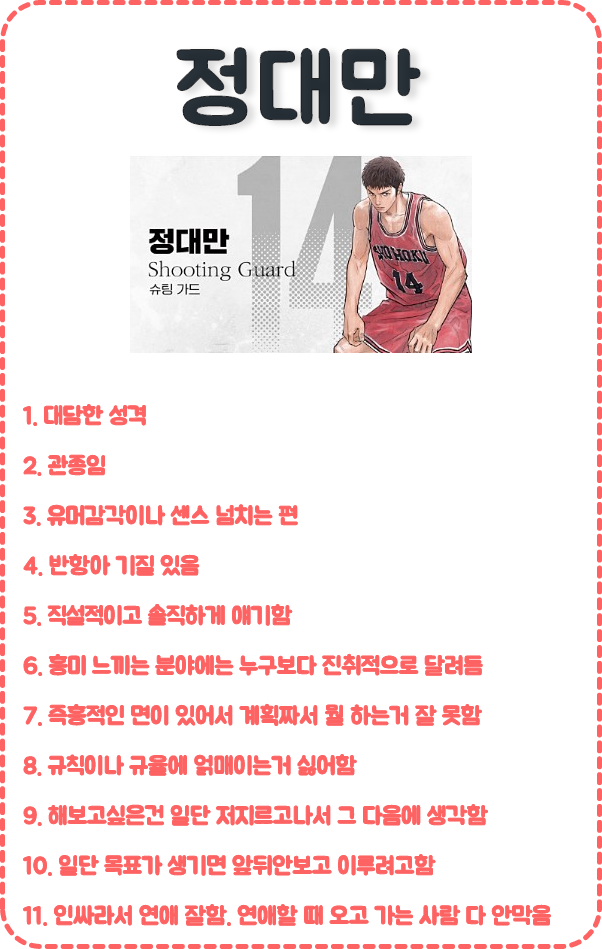 정대만
14
정대만
Shooting Guard
슈팅 가드
SHOHOKU
14
1. 대담한 성격
2. 관종임
3. 유머감각이나 센스 넘치는 편
4. 반항아 기질 있음
5. 직설적이고 솔직하게 얘기함
6. 흥미 느끼는 분야에는 누구보다 진취적으로 달려듬
7. 즉흥적인 면이 있어서 계획짜서 뭘 하는거 잘 못함
8. 규칙이나 규율에 얽매이는거 싫어함
9. 해보고싶은건 일단 저지르고나서 그 다음에 생각함
10. 일단 목표가 생기면 앞뒤안보고 이루려고함
11. 인싸라서 연애 잘함. 연애할 때 오고 가는 사람 다 안막음